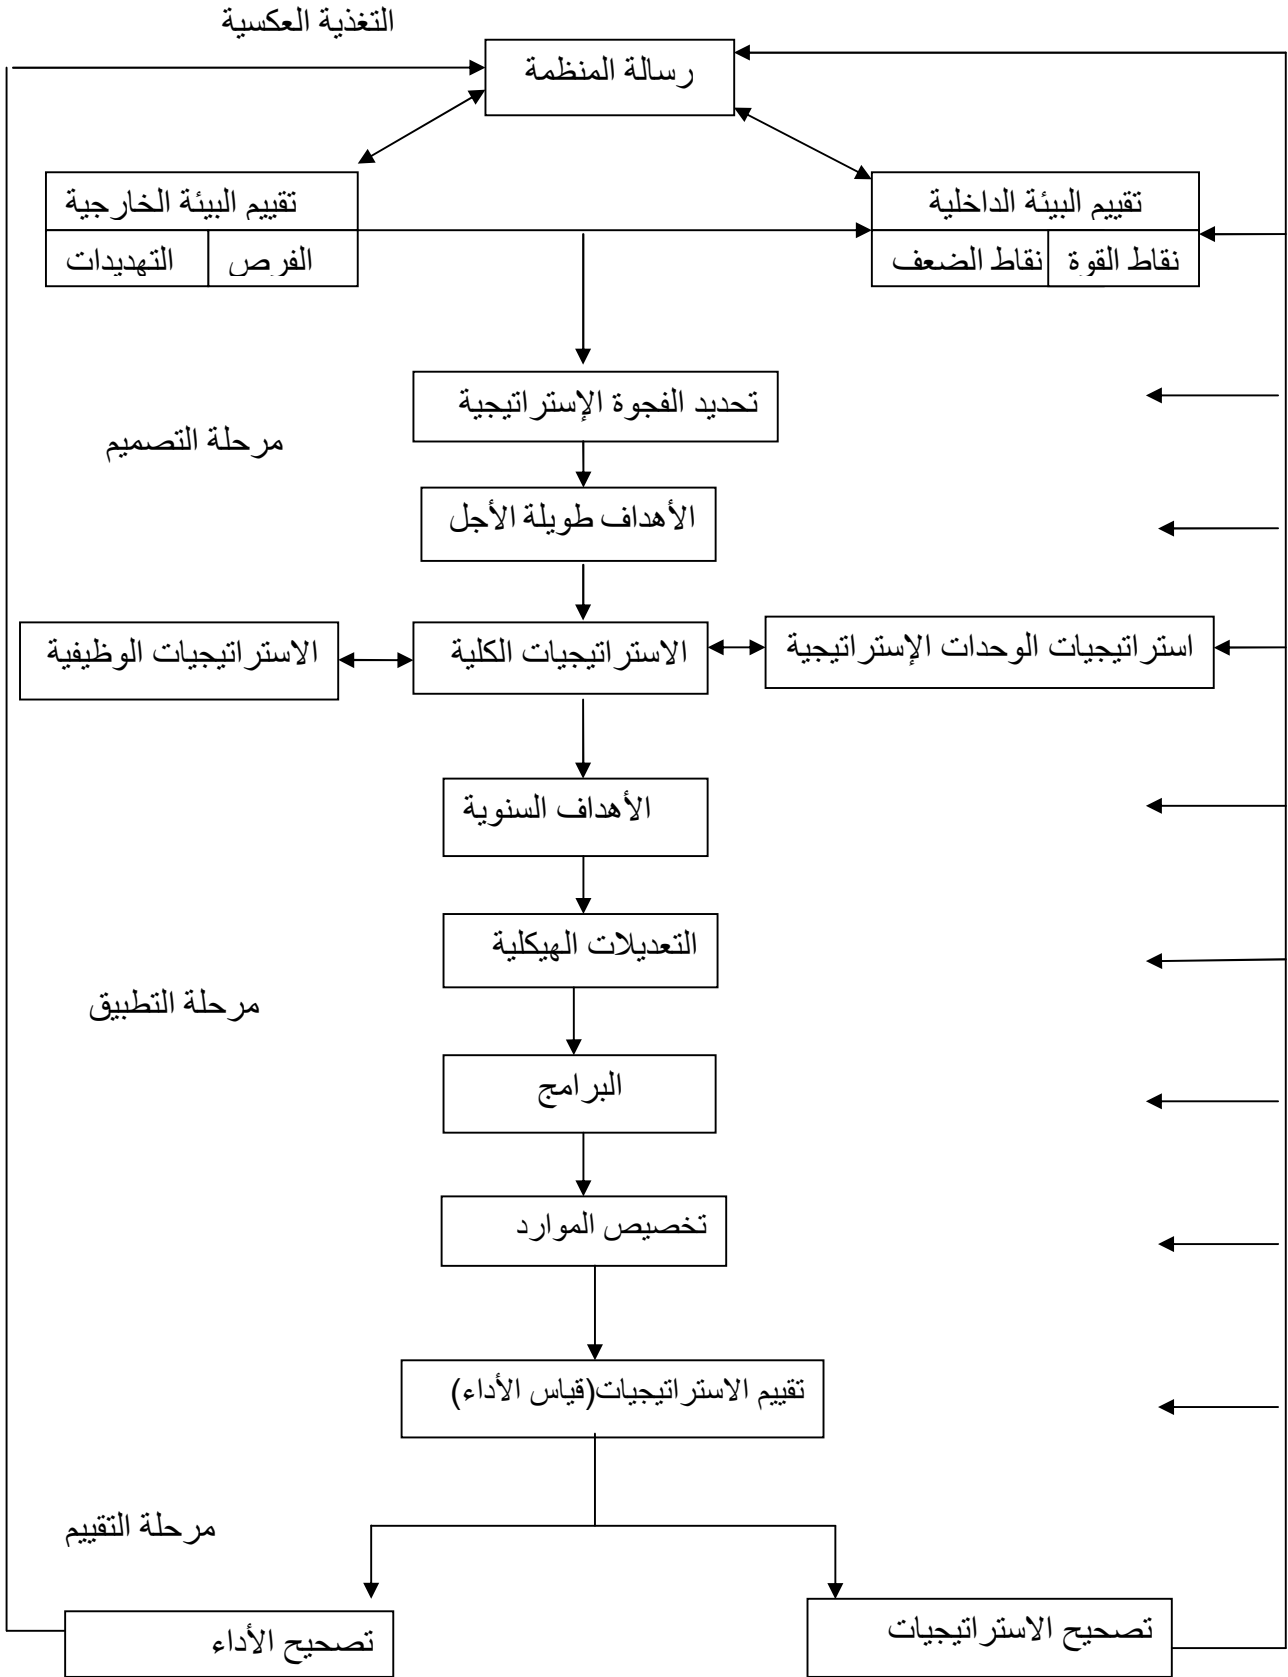 التغذية العكسية
رسالة المنظمة
تقييم البيئة الداخلية
نقاط القوة
نقاط الضعف
تقييم البيئة الخارجية
الفرص
التهديدات
تحديد الفجوة الإستراتيجية
مرحلة التصميم
الأهداف طويلة الأجل
استراتيجيات الوحدات الإستراتيجية
الاستراتيجيات الكلية
الاستراتيجيات الوظيفية
الأهداف السنوية
التعديلات الهيكلية
مرحلة التطبيق
البرامج
تخصيص الموارد
تقييم الاستراتيجيات(قياس الأداء)
مرحلة التقييم
تصحيح الاستراتيجيات
تصحيح الأداء